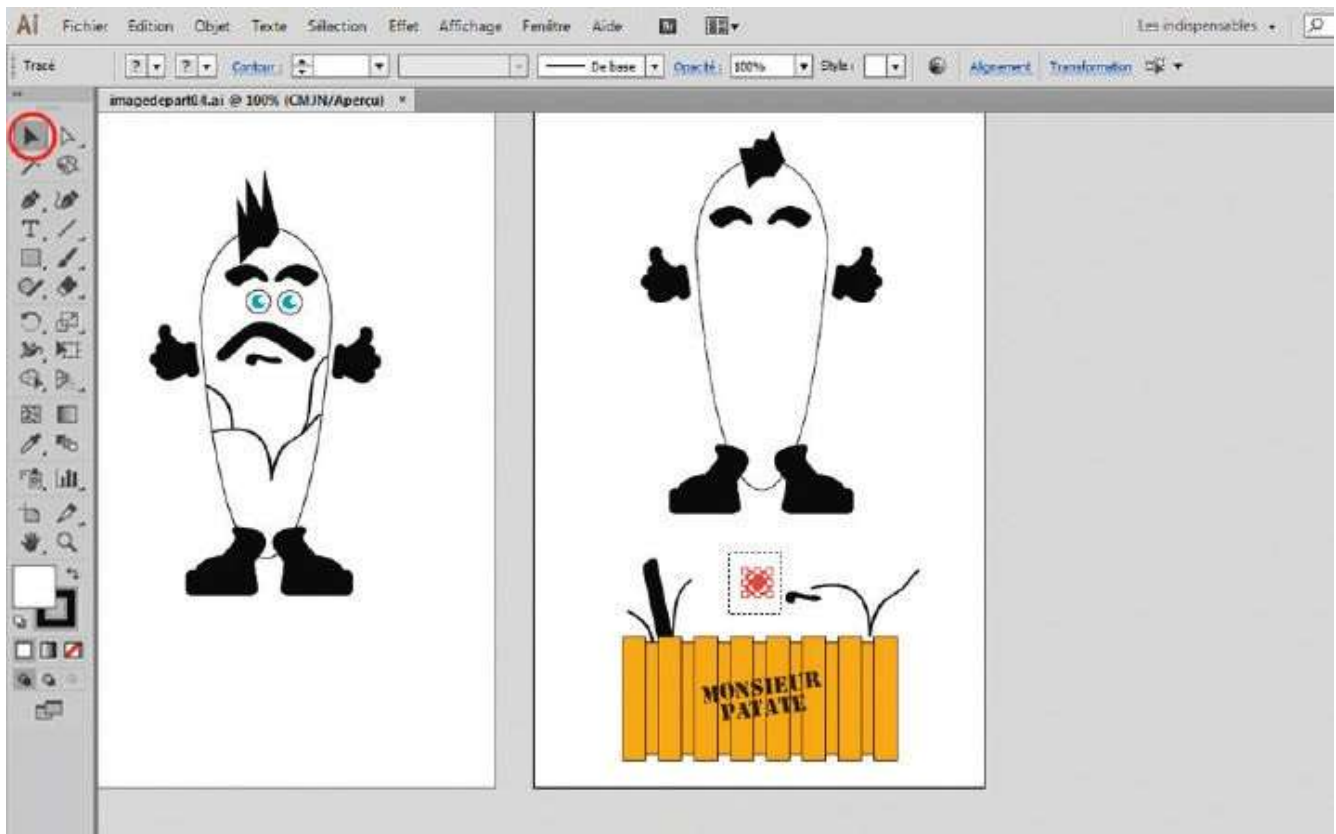 Ai Fichier Edition Objet Texte Sélection Effet Affichage Fenêtre Aide Br Les indispensables
Tracé ? ? Contour : De base Opacité : 100% Style : Alignement Transformation
imagedepart04.ai @ 100% (CMJN/Aperçu) ×
MONSIEUR
PATATE